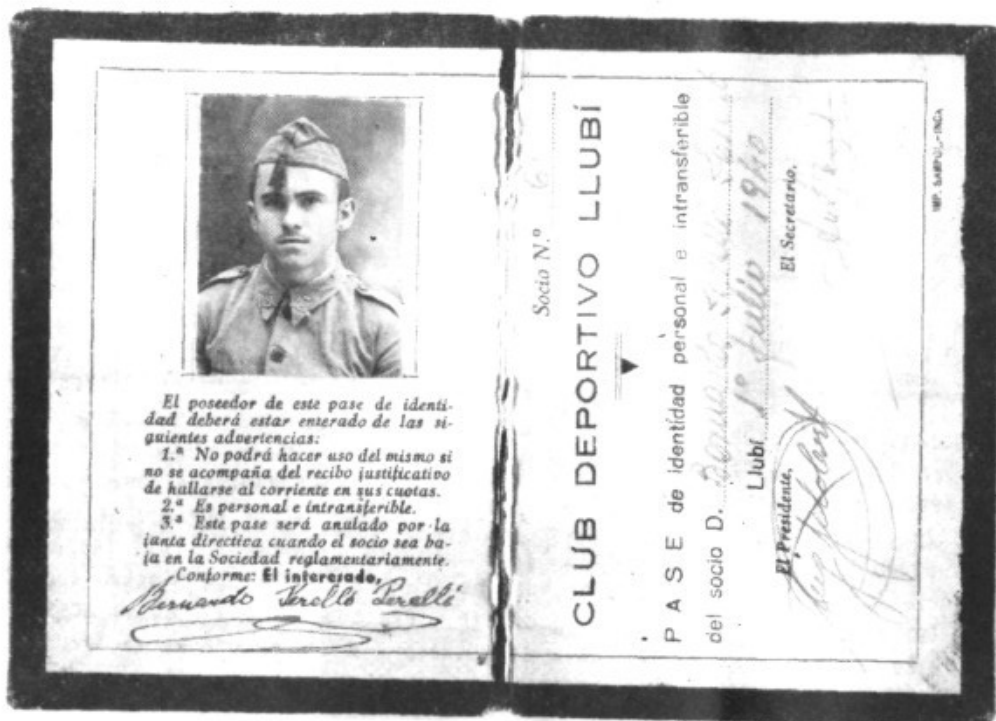 El poseedor de este pase de identi-
dad deberá estar enterado de las si-
guientes advertencias:
1.ª No podrá hacer uso del mismo si
no se acompaña del recibo justificativo
de hallarse al corriente en sus cuotas.
2.ª Es personal e intransferible.
3.ª Este pase será anulado por la
junta directiva cuando el socio sea ba-
ja en la Sociedad reglamentariamente.
Conforme: El interesado,
Bernardo Perelló Perelló
Socio N.º 6
CLUB DEPORTIVO LLUBÍ
PASE de identidad personal e intransferible
del socio D.
Llubí 1º Julio 1940
El Presidente,
El Secretario,
IMP. SAMPOL-INCA